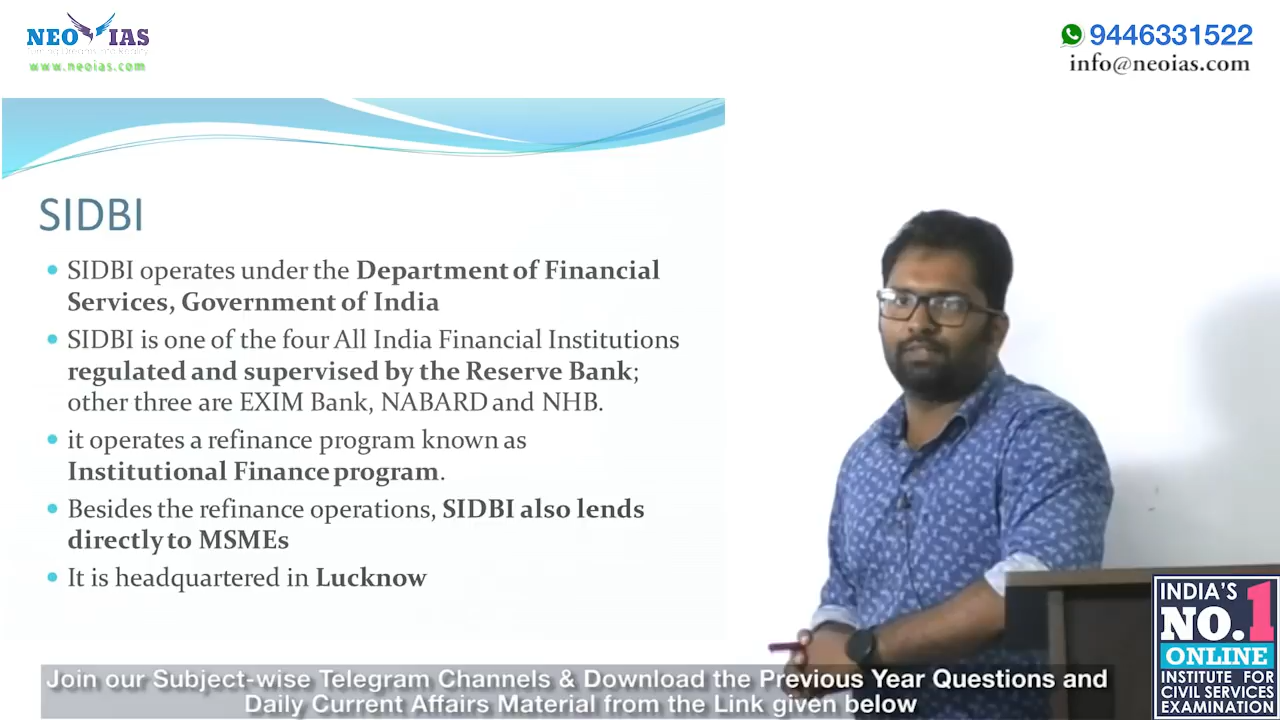 NEO IAS
Turning Dreams Into Reality
www.neoias.com
9446331522
info@neoias.com
SIDBI
• SIDBI operates under the Department of Financial
Services, Government of India
• SIDBI is one of the four All India Financial Institutions
regulated and supervised by the Reserve Bank;
other three are EXIM Bank, NABARD and NHB.
• it operates a refinance program known as
Institutional Finance program.
• Besides the refinance operations, SIDBI also lends
directly to MSMEs
• It is headquartered in Lucknow
INDIA'S
NO.1
ONLINE
INSTITUTE FOR
CIVIL SERVICES
EXAMINATION
Join our Subject-wise Telegram Channels & Download the Previous Year Questions and
Daily Current Affairs Material from the Link given below